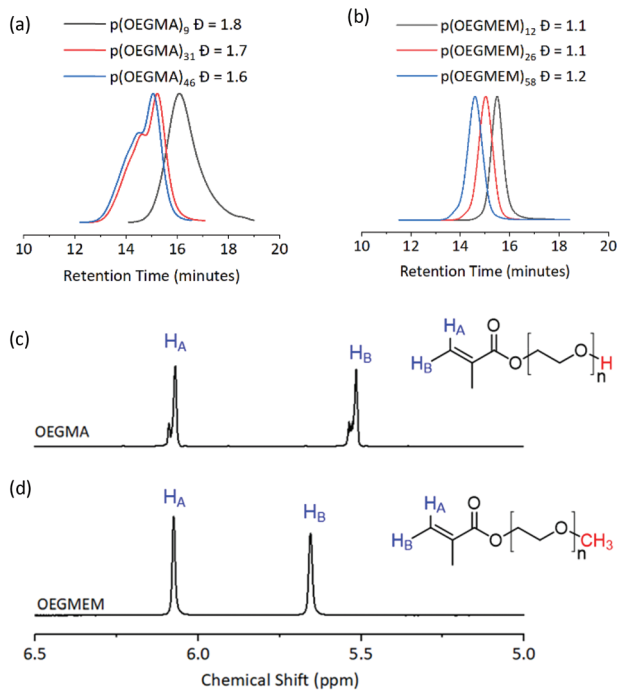 (a)
p(OEGMA)9 Đ = 1.8
p(OEGMA)31 Đ = 1.7
p(OEGMA)46 Đ = 1.6
10 12 14 16 18 20
Retention Time (minutes)
(b)
p(OEGMEM)12 Đ = 1.1
p(OEGMEM)26 Đ = 1.1
p(OEGMEM)58 Đ = 1.2
10 12 14 16 18 20
Retention Time (minutes)
(c)
HA
HB
HA
HB
O
O
O
H
n
OEGMA
(d)
HA
HB
HA
HB
O
O
O
CH3
n
OEGMEM
6.5 6.0 5.5 5.0
Chemical Shift (ppm)